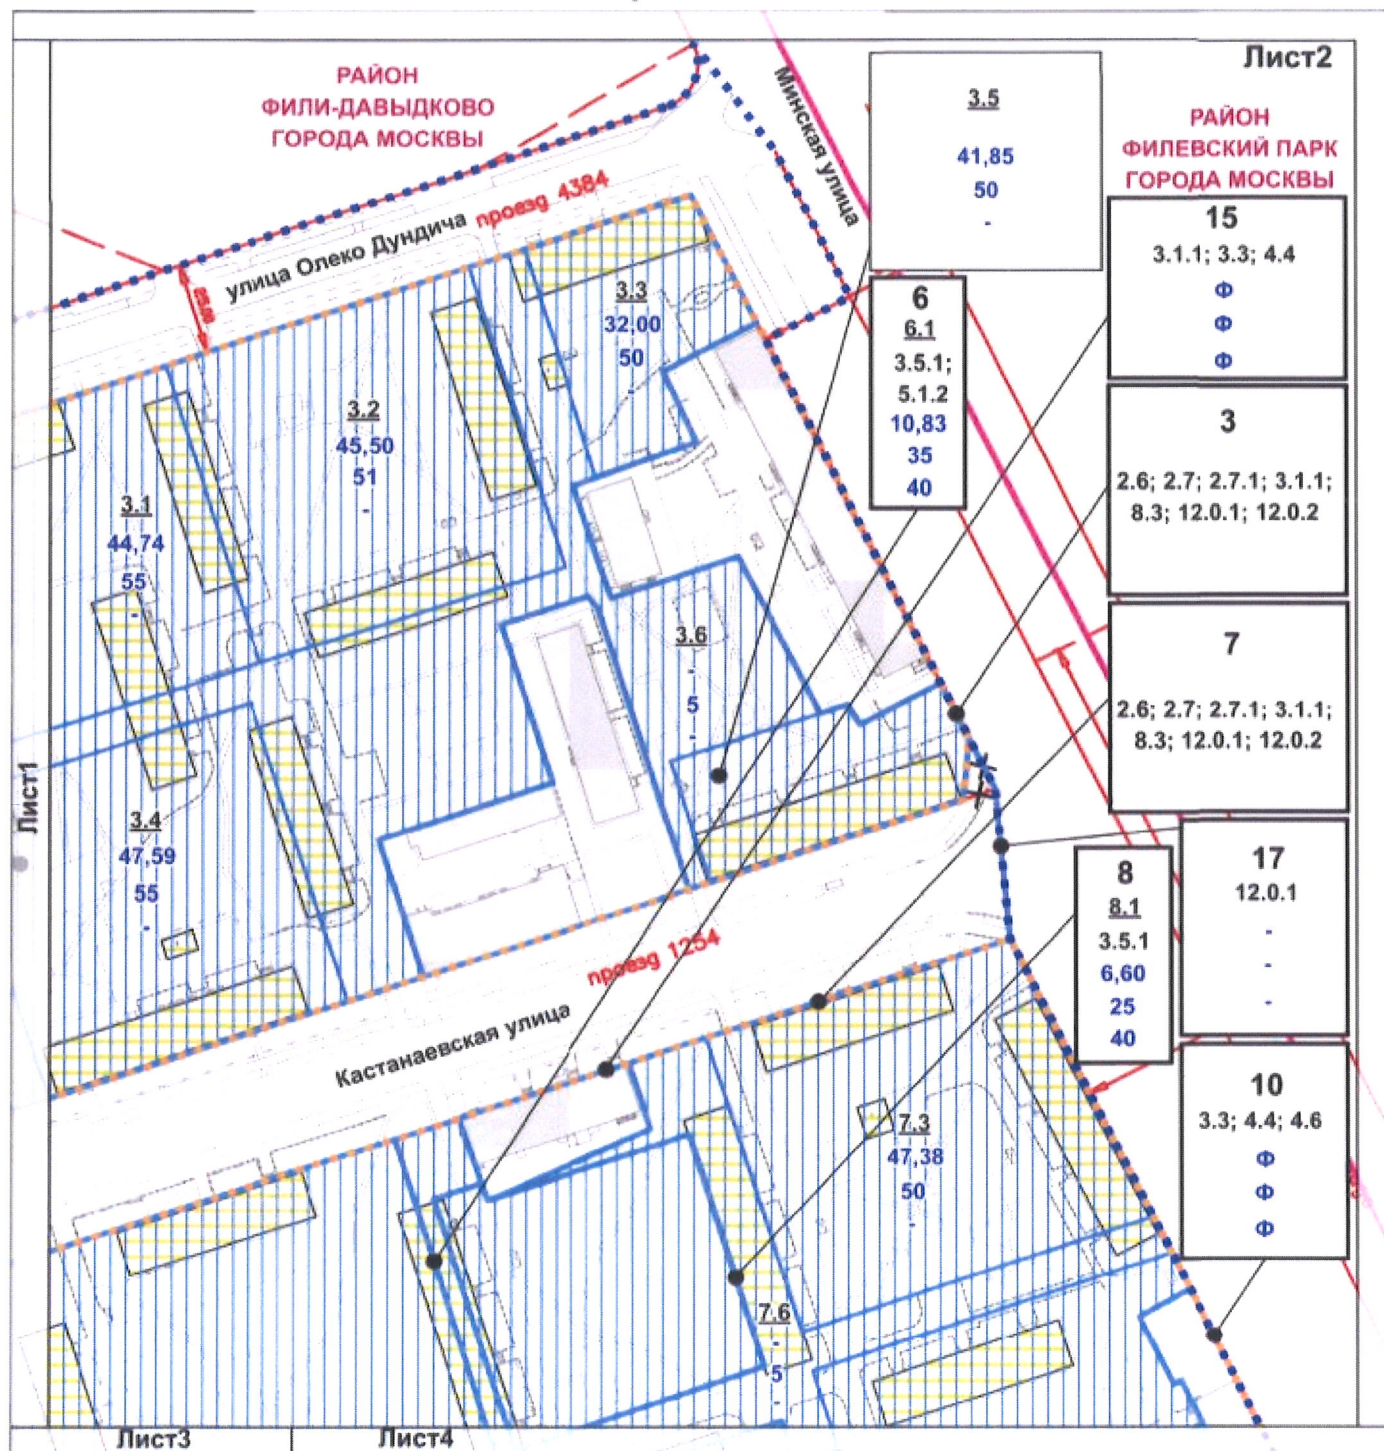 Лист2
РАЙОН
ФИЛИ-ДАВЫДКОВО
ГОРОДА МОСКВЫ
Минская улица
3.5
41,85
50
-
РАЙОН
ФИЛЕВСКИЙ ПАРК
ГОРОДА МОСКВЫ
улица Олеко Дундича
проезд 4384
25,00
15
3.1.1; 3.3; 4.4
Ф
Ф
Ф
6
6.1
3.5.1;
5.1.2
10,83
35
40
3.3
32,00
50
-
3.2
45,50
51
-
3
2.6; 2.7; 2.7.1; 3.1.1;
8.3; 12.0.1; 12.0.2
3.1
44,74
55
-
3.6
-
5
-
7
2.6; 2.7; 2.7.1; 3.1.1;
8.3; 12.0.1; 12.0.2
Лист1
3.4
47,59
55
-
8
8.1
3.5.1
6,60
25
40
17
12.0.1
-
-
-
Кастанаевская улица
проезд 1254
10
3.3; 4.4; 4.6
Ф
Ф
Ф
7.3
47,38
50
-
7.6
-
5
-
Лист3
Лист4